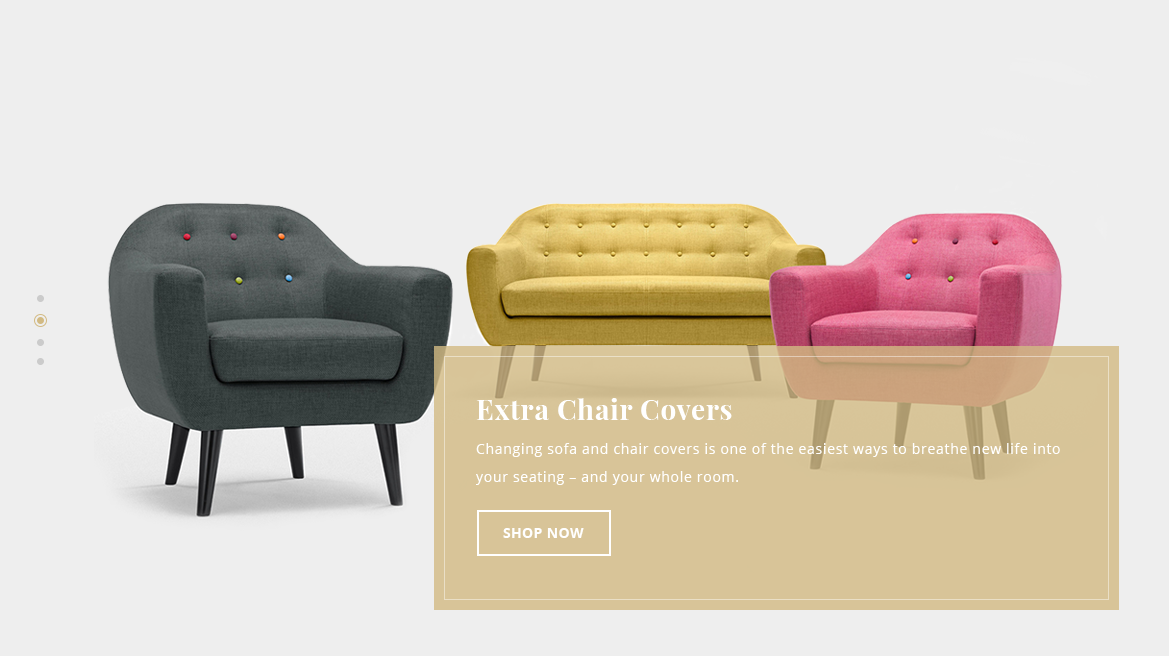 Extra Chair Covers
Changing sofa and chair covers is one of the easiest ways to breathe new life into
your seating – and your whole room.
SHOP NOW